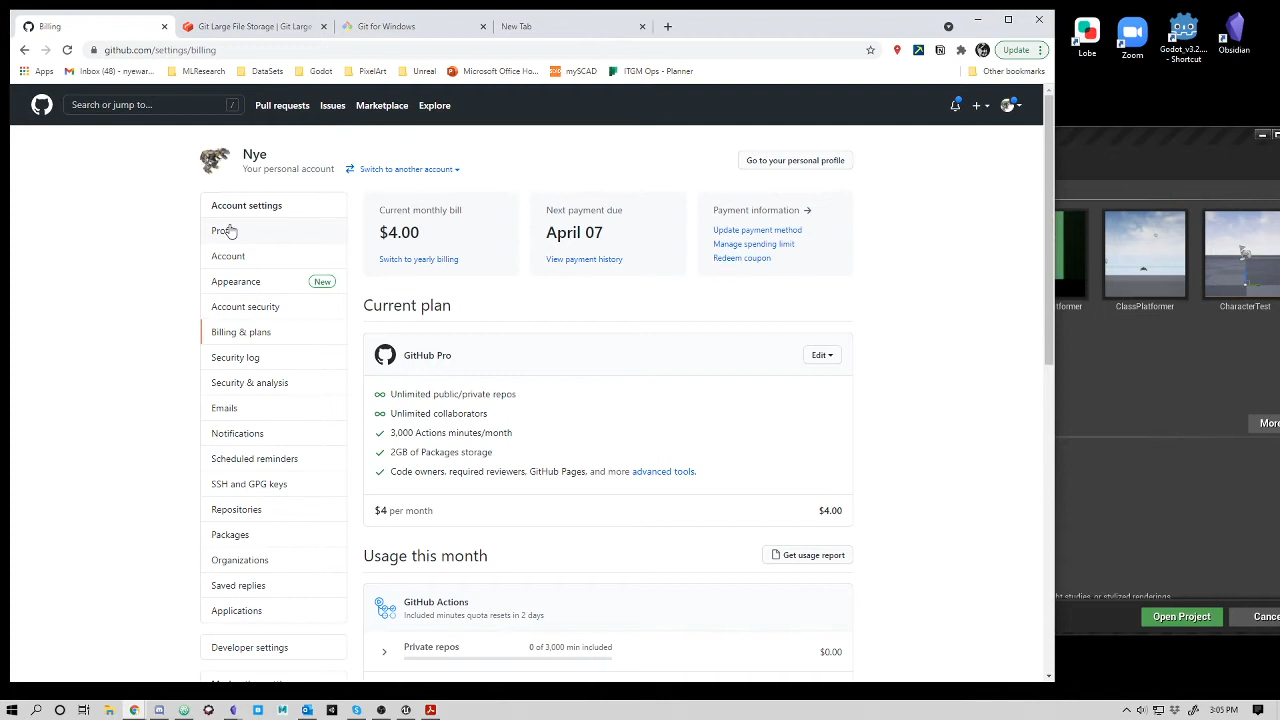 Billing
Git Large File Storage | Git Large
Git for Windows
New Tab
github.com/settings/billing
Update
Apps
Inbox (40) - nyewar...
MLResearch
DataSets
Godot
PixelArt
Unreal
Microsoft Office Ho...
mySCAD
ITGM Ops - Planner
Other bookmarks
Search or jump to...
/
Pull requests
Issues
Marketplace
Explore
Nye
Your personal account
Switch to another account
Go to your personal profile
Account settings
Account
Appearance
New
Account security
Billing & plans
Security log
Security & analysis
Emails
Notifications
Scheduled reminders
SSH and GPG keys
Repositories
Packages
Organizations
Saved replies
Applications
Developer settings
Current monthly bill
$4.00
Switch to yearly billing
Next payment due
April 07
View payment history
Payment information →
Update payment method
Manage spending limit
Redeem coupon
Current plan
GitHub Pro
Edit
Unlimited public/private repos
Unlimited collaborators
3,000 Actions minutes/month
2GB of Packages storage
Code owners, required reviewers, GitHub Pages, and more advanced tools.
$4 per month
$4.00
Usage this month
Get usage report
GitHub Actions
Included minutes quota resets in 2 days
Private repos
0 of 3,000 min included
$0.00
Lobe
Zoom
Godot_v3.2....
- Shortcut
Obsidian
tformer
ClassPlatformer
CharacterTest
More
ht studies, or stylized renderings.
Open Project
Cance
3:05 PM